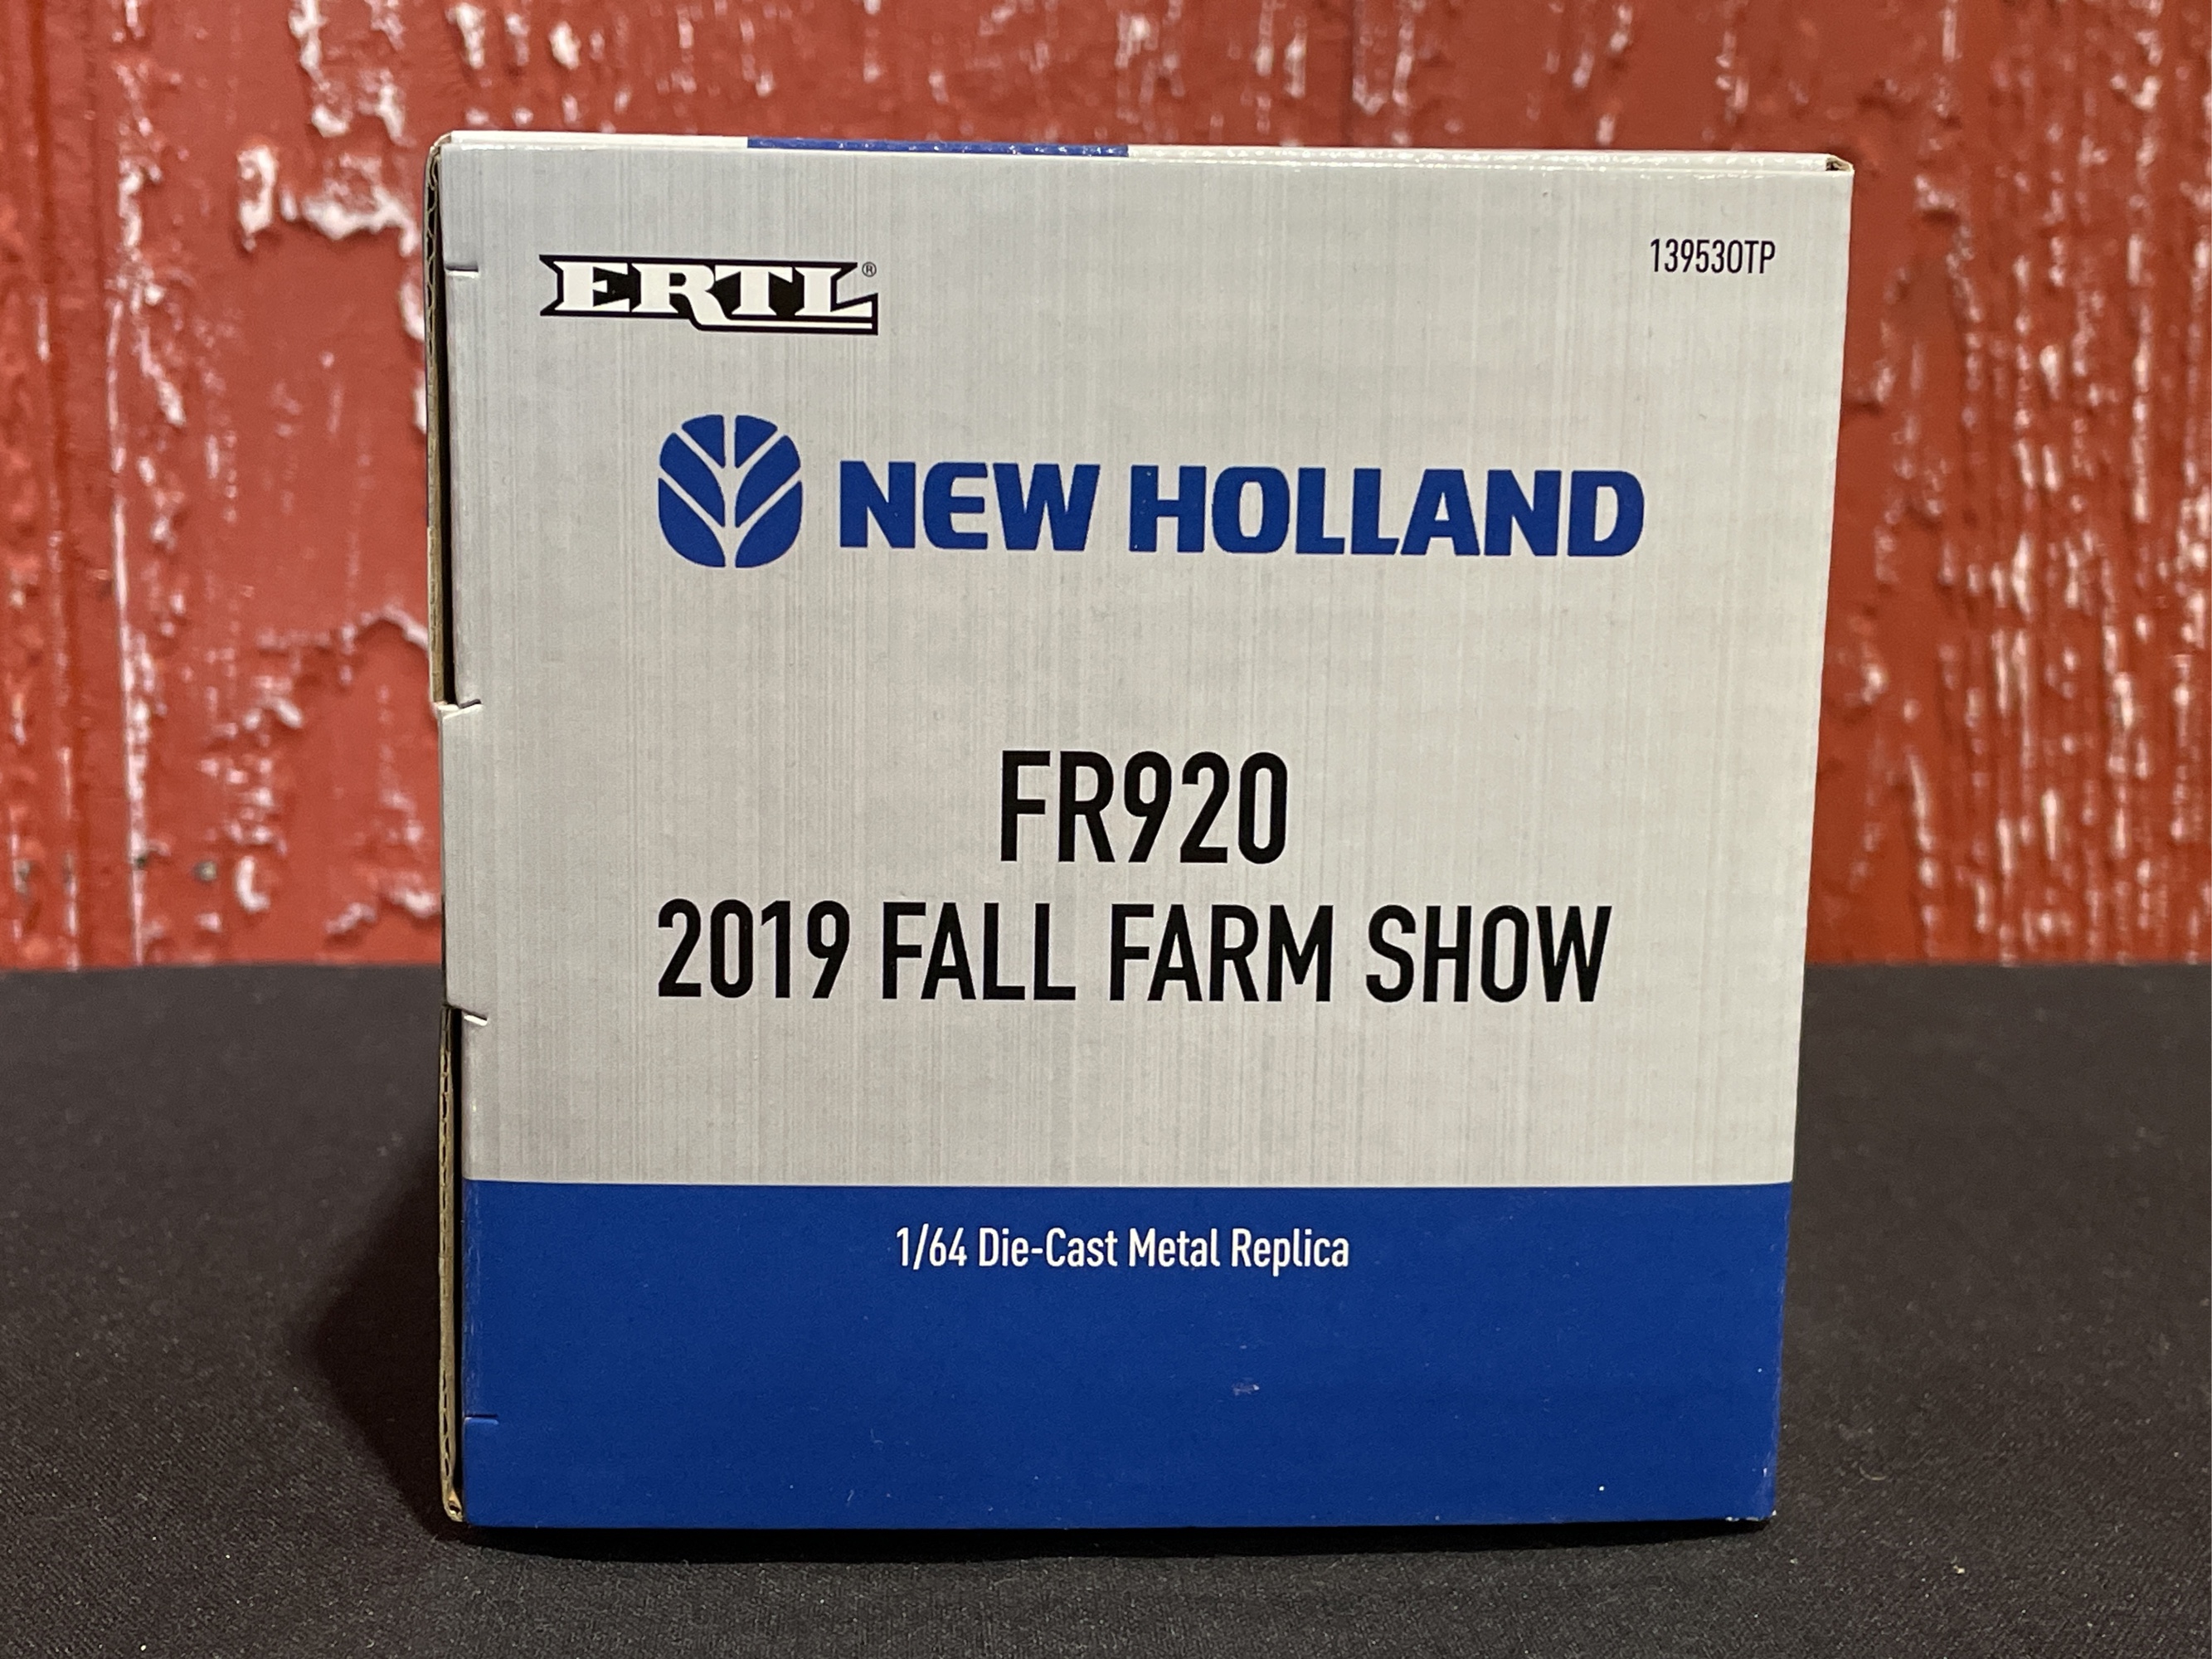 ERTL®
139530TP
NEW HOLLAND
FR920
2019 FALL FARM SHOW
1/64 Die-Cast Metal Replica